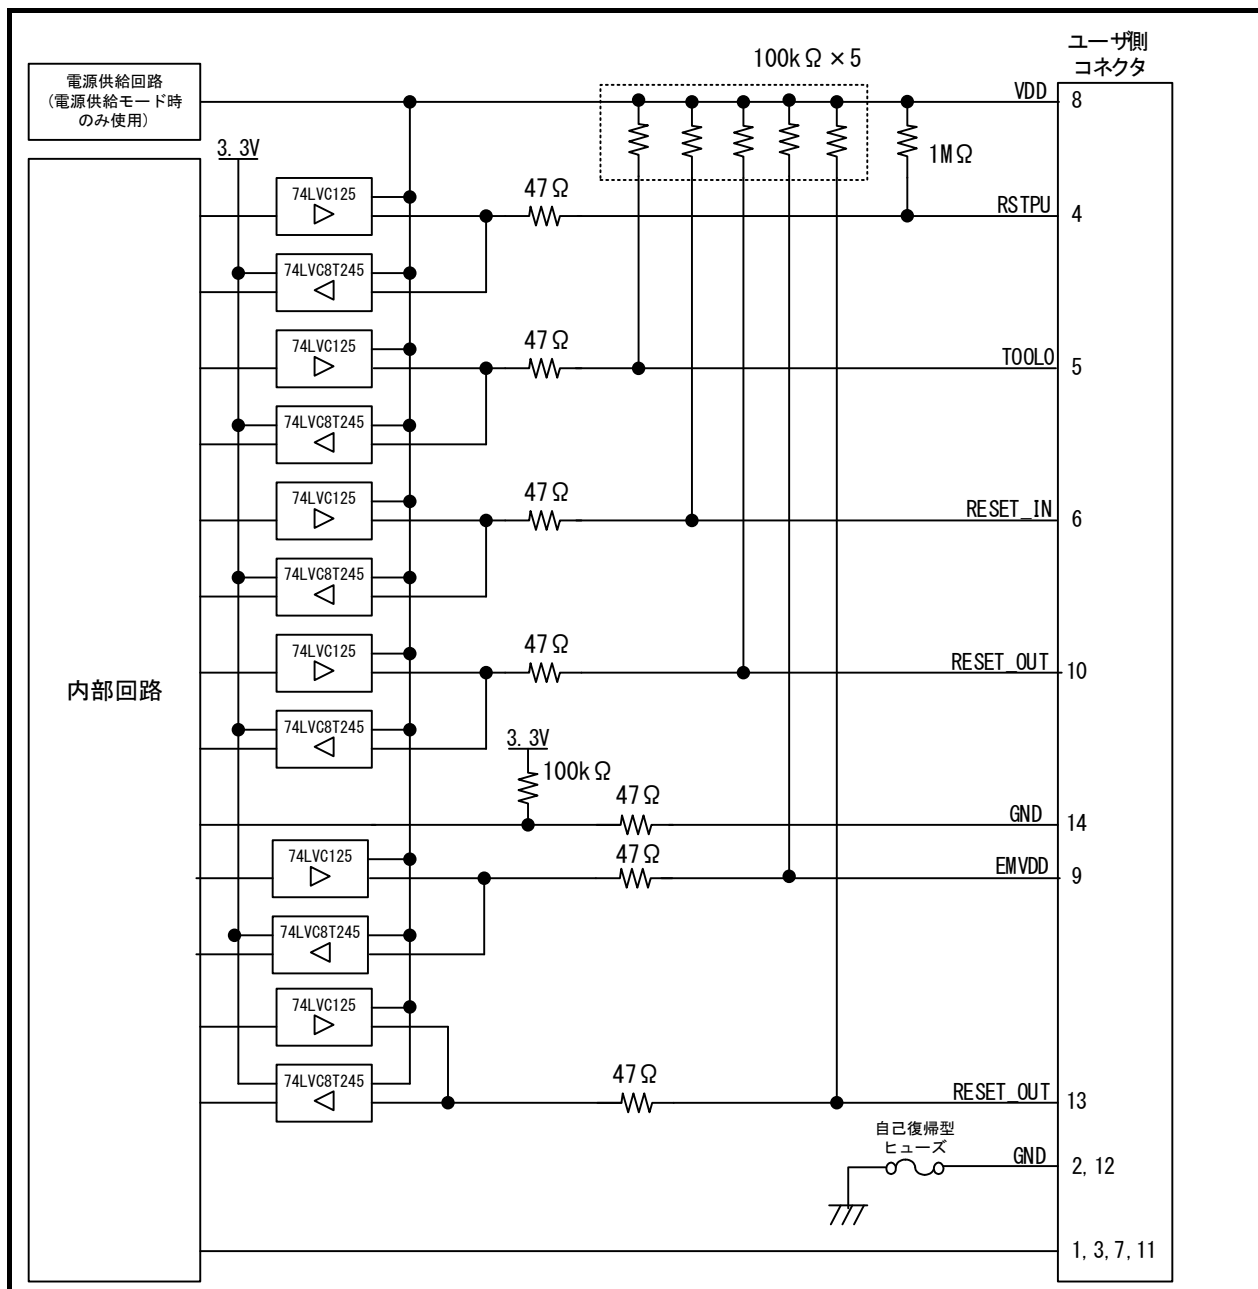 ユーザ側
コネクタ
電源供給回路
(電源供給モード時
のみ使用)
100kΩ×5
VDD 8
3.3V
1MΩ
74LVC125
47Ω
RSTPU 4
74LVC8T245
74LVC125
47Ω
TOOL0 5
74LVC8T245
74LVC125
47Ω
RESET_IN 6
74LVC8T245
内部回路
74LVC125
47Ω
RESET_OUT 10
74LVC8T245
3.3V
100kΩ
47Ω
GND 14
74LVC125
47Ω
EMVDD 9
74LVC8T245
74LVC125
74LVC8T245
47Ω
RESET_OUT 13
自己復帰型
ヒューズ
GND 2, 12
1, 3, 7, 11